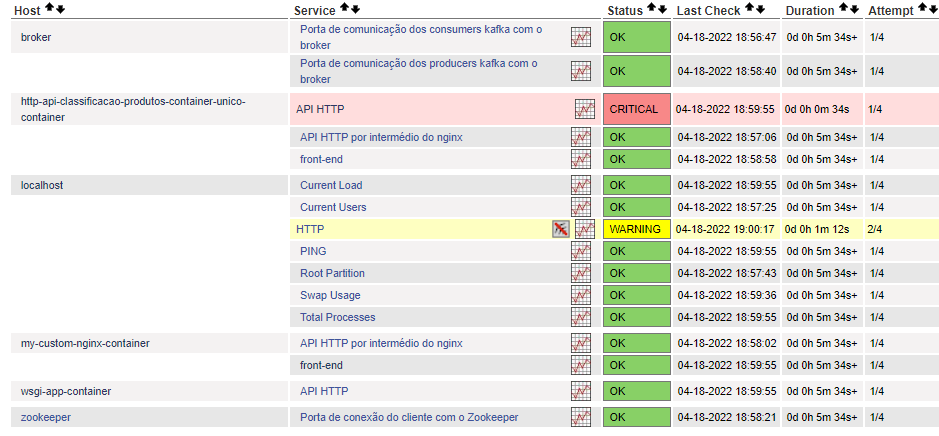 Host Service Status Last Check Duration Attempt
broker Porta de comunicação dos consumers kafka com o
broker OK 04-18-2022 18:56:47 0d 0h 5m 34s+ 1/4
Porta de comunicação dos producers kafka com o
broker OK 04-18-2022 18:58:40 0d 0h 5m 34s+ 1/4
http-api-classificacao-produtos-container-unico-
container API HTTP CRITICAL 04-18-2022 18:59:55 0d 0h 0m 34s 1/4
API HTTP por intermédio do nginx OK 04-18-2022 18:57:06 0d 0h 5m 34s+ 1/4
front-end OK 04-18-2022 18:58:58 0d 0h 5m 34s+ 1/4
localhost Current Load OK 04-18-2022 18:59:55 0d 0h 5m 34s+ 1/4
Current Users OK 04-18-2022 18:57:25 0d 0h 5m 34s+ 1/4
HTTP WARNING 04-18-2022 19:00:17 0d 0h 1m 12s 2/4
PING OK 04-18-2022 18:59:55 0d 0h 5m 34s+ 1/4
Root Partition OK 04-18-2022 18:57:43 0d 0h 5m 34s+ 1/4
Swap Usage OK 04-18-2022 18:59:36 0d 0h 5m 34s+ 1/4
Total Processes OK 04-18-2022 18:59:55 0d 0h 5m 34s+ 1/4
my-custom-nginx-container API HTTP por intermédio do nginx OK 04-18-2022 18:58:02 0d 0h 5m 34s+ 1/4
front-end OK 04-18-2022 18:59:55 0d 0h 5m 34s+ 1/4
wsgi-app-container API HTTP OK 04-18-2022 18:59:55 0d 0h 5m 34s+ 1/4
zookeeper Porta de conexão do cliente com o Zookeeper OK 04-18-2022 18:58:21 0d 0h 5m 34s+ 1/4